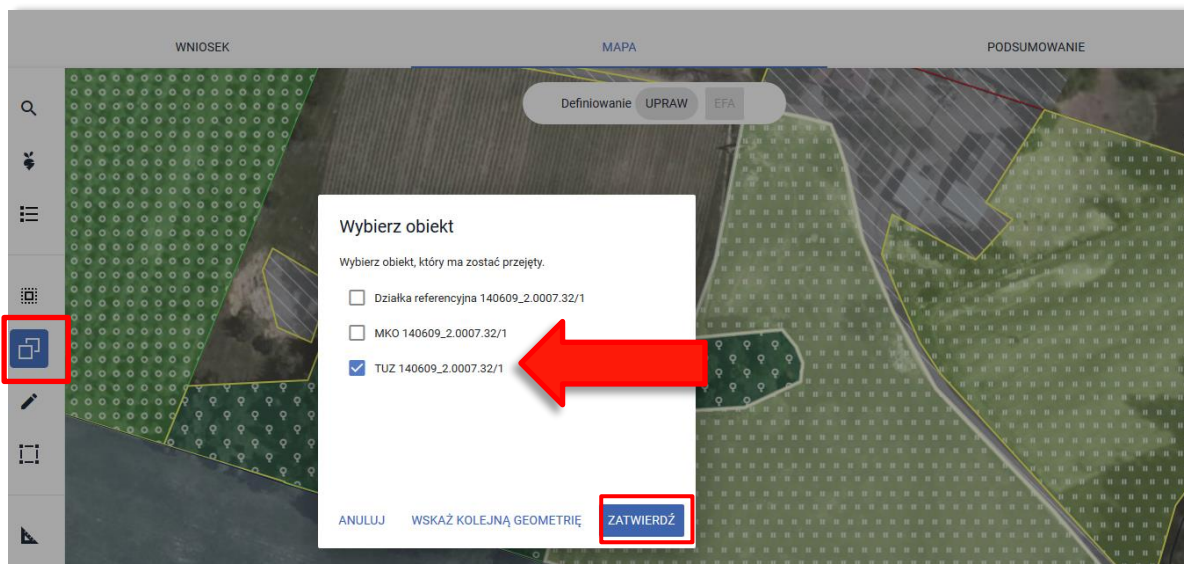 WNIOSEK
MAPA
PODSUMOWANIE
Definiowanie UPRAW EFA
Wybierz obiekt
Wybierz obiekt, który ma zostać przejęty.
Działka referencyjna 140609_2.0007.32/1
MKO 140609_2.0007.32/1
TUZ 140609_2.0007.32/1
ANULUJ WSKAŻ KOLEJNĄ GEOMETRIĘ ZATWIERDŹ